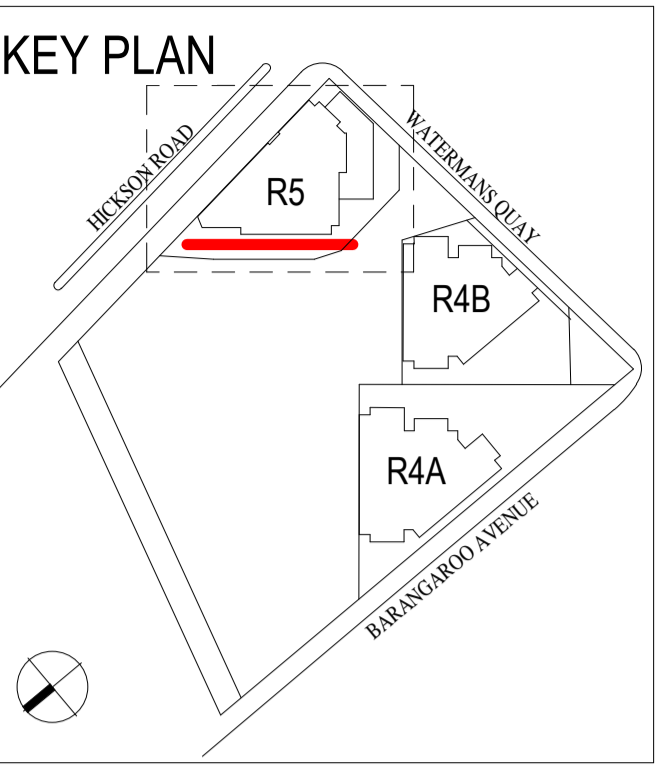 KEY PLAN
HICKSON ROAD
WATERMANS QUAY
R5
R4B
R4A
BARANGAROO AVENUE